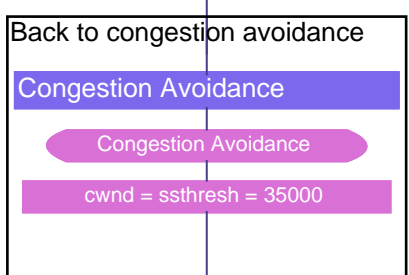 Back to congestion avoidance
Congestion Avoidance
Congestion Avoidance
cwnd = ssthresh = 35000